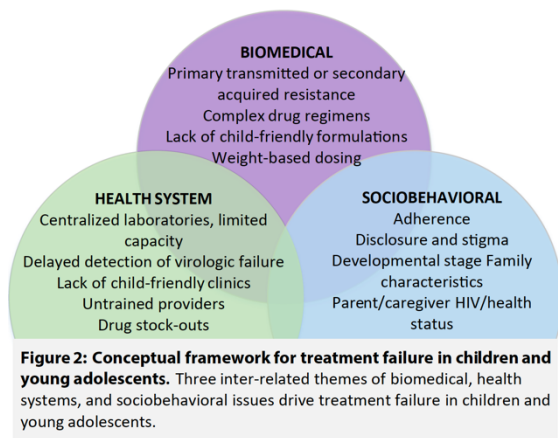 BIOMEDICAL
Primary transmitted or secondary
acquired resistance
Complex drug regimens
Lack of child-friendly formulations
Weight-based dosing
HEALTH SYSTEM
Centralized laboratories, limited
capacity
Delayed detection of virologic failure
Lack of child-friendly clinics
Untrained providers
Drug stock-outs
SOCIOBEHAVIORAL
Adherence
Disclosure and stigma
Developmental stage Family
characteristics
Parent/caregiver HIV/health
status
Figure 2: Conceptual framework for treatment failure in children and
young adolescents. Three inter-related themes of biomedical, health
systems, and sociobehavioral issues drive treatment failure in children and
young adolescents.